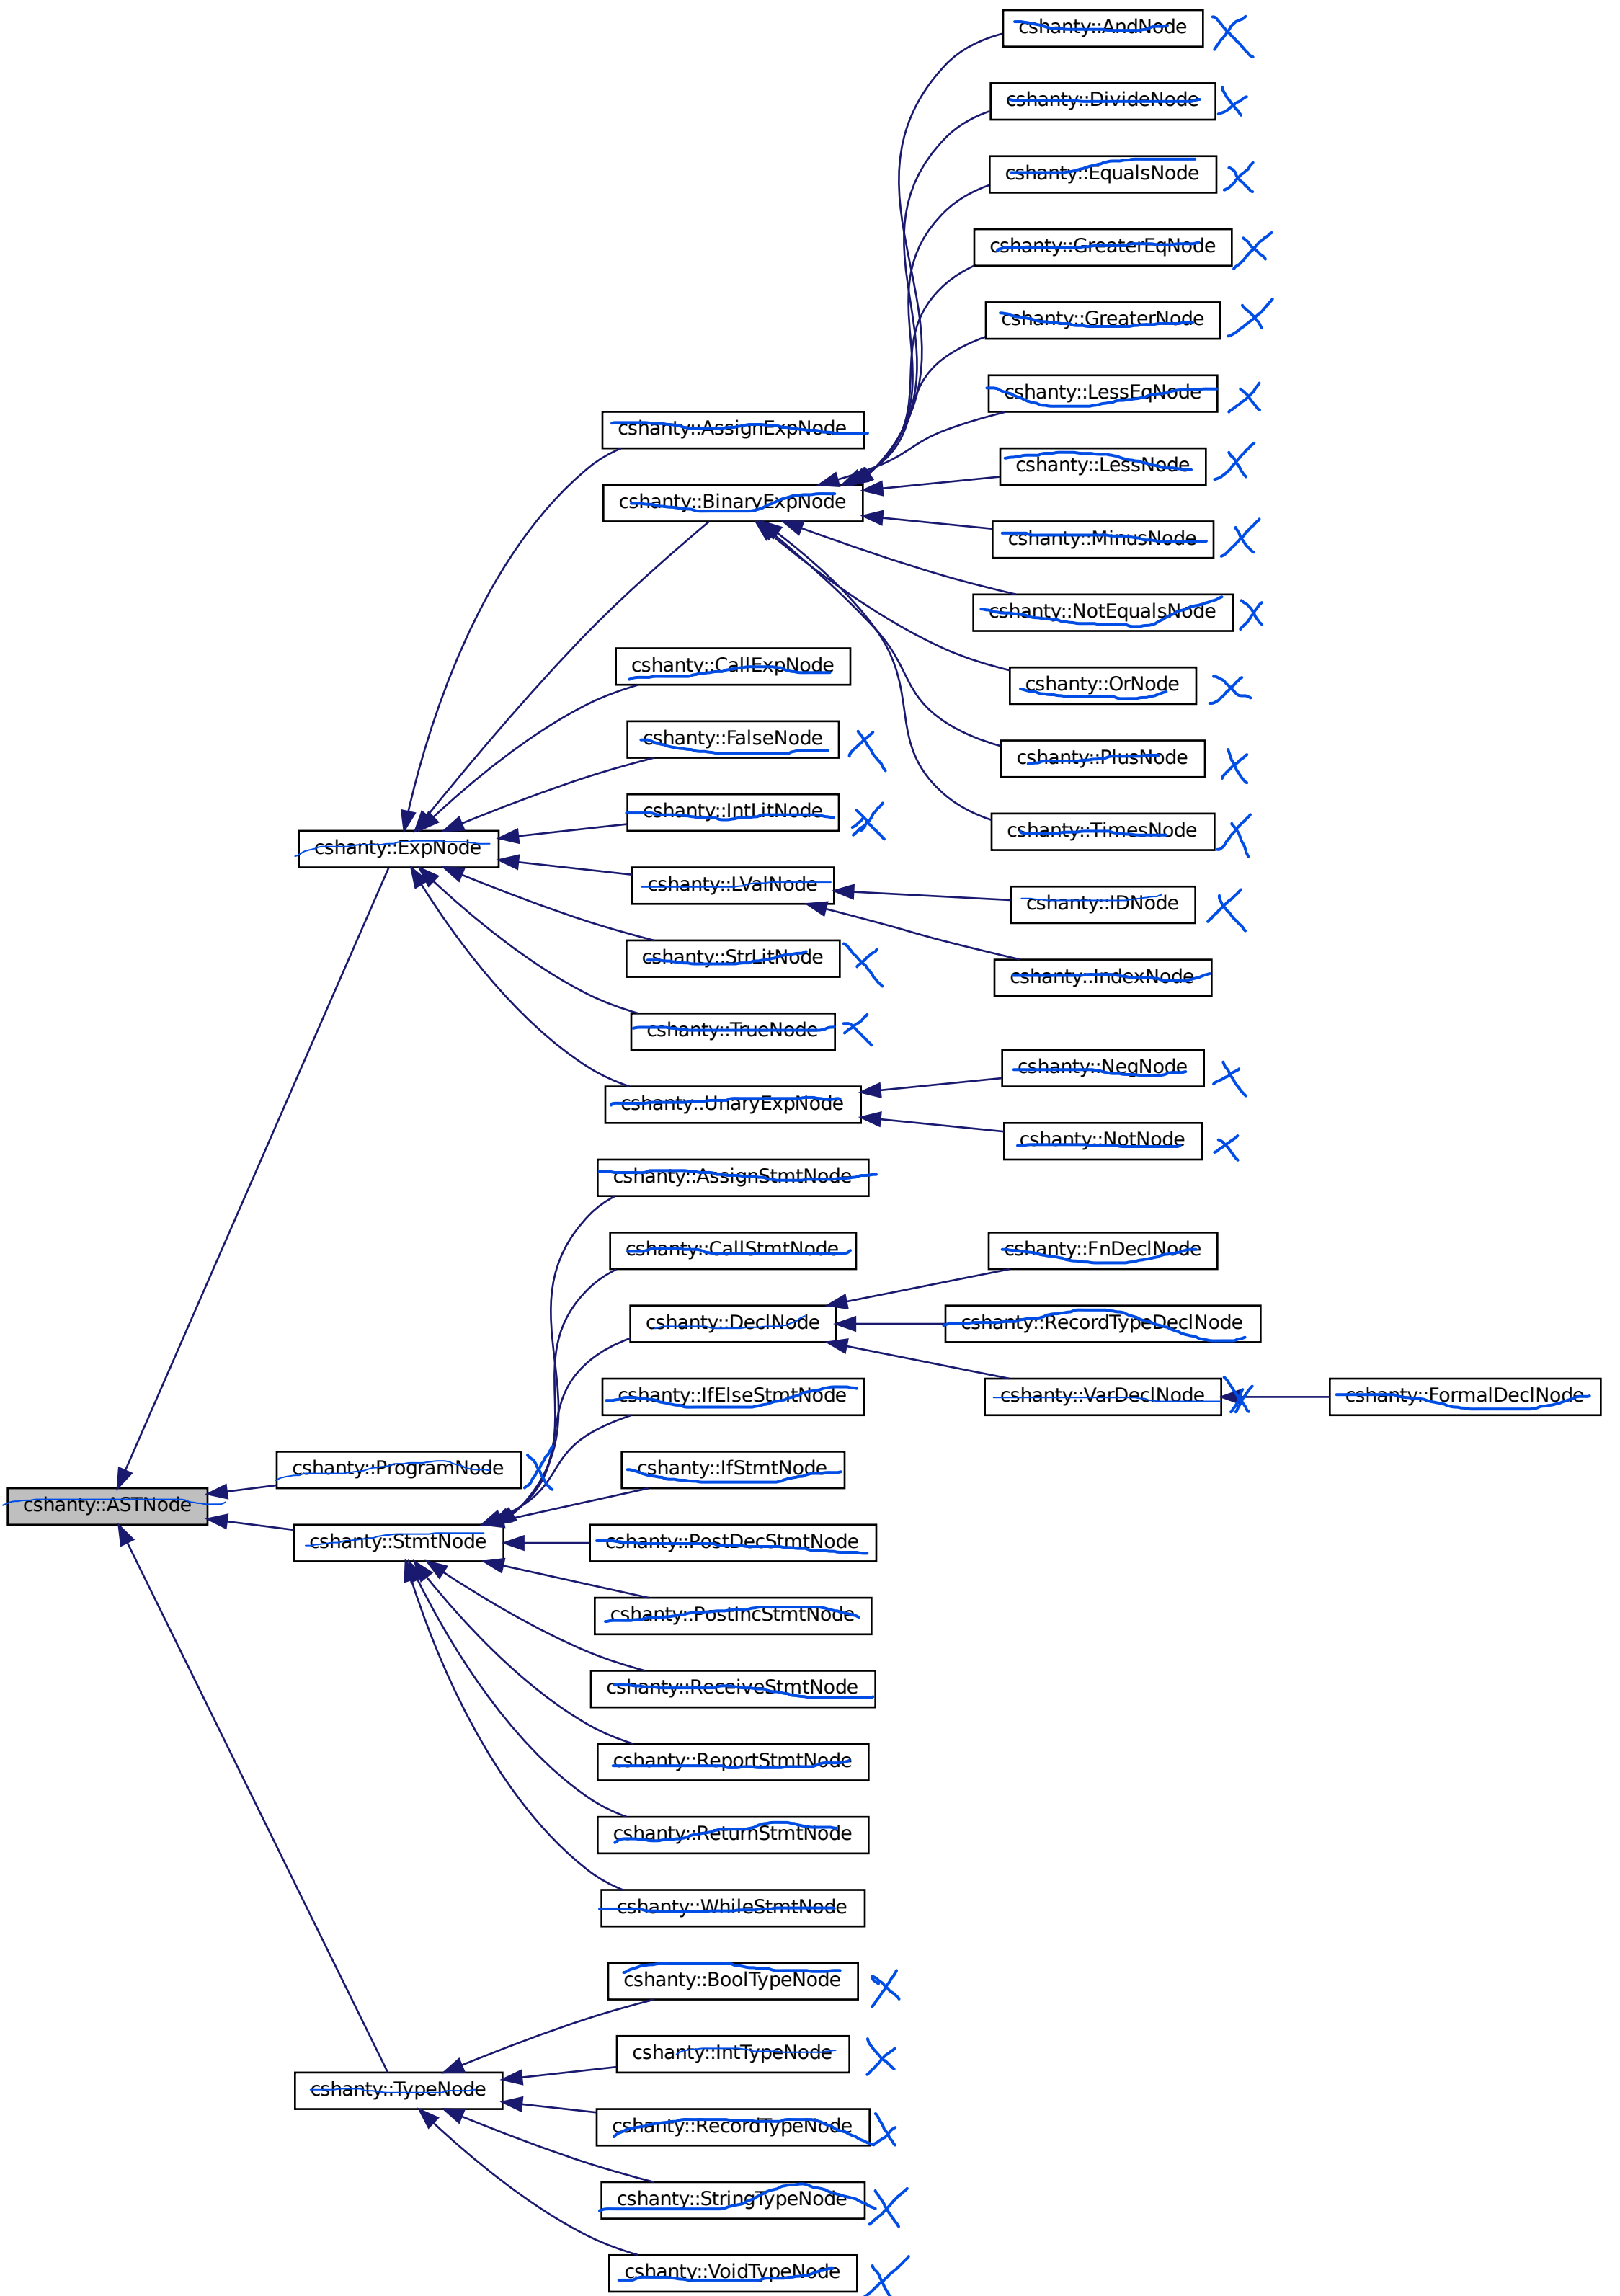 cshanty::AndNode
cshanty::DivideNode
cshanty::EqualsNode
cshanty::GreaterEqNode
cshanty::GreaterNode
cshanty::LessEqNode
cshanty::AssignExpNode
cshanty::LessNode
cshanty::BinaryExpNode
cshanty::MinusNode
cshanty::NotEqualsNode
cshanty::CallExpNode
cshanty::OrNode
cshanty::FalseNode
cshanty::PlusNode
cshanty::IntLitNode
cshanty::TimesNode
cshanty::ExpNode
cshanty::LValNode
cshanty::IDNode
cshanty::StrLitNode
cshanty::IndexNode
cshanty::TrueNode
cshanty::NegNode
cshanty::UnaryExpNode
cshanty::NotNode
cshanty::AssignStmtNode
cshanty::CallStmtNode
cshanty::FnDeclNode
cshanty::DeclNode
cshanty::RecordTypeDeclNode
cshanty::IfElseStmtNode
cshanty::VarDeclNode
cshanty::FormalDeclNode
cshanty::ProgramNode
cshanty::IfStmtNode
cshanty::ASTNode
cshanty::StmtNode
cshanty::PostDecStmtNode
cshanty::PostIncStmtNode
cshanty::ReceiveStmtNode
cshanty::ReportStmtNode
cshanty::ReturnStmtNode
cshanty::WhileStmtNode
cshanty::BoolTypeNode
cshanty::IntTypeNode
cshanty::TypeNode
cshanty::RecordTypeNode
cshanty::StringTypeNode
cshanty::VoidTypeNode